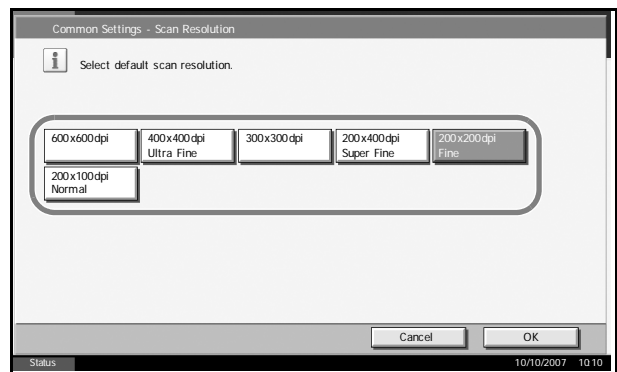 Common Settings - Scan Resolution
Select default scan resolution.
600x600dpi
400x400dpi
Ultra Fine
300x300dpi
200x400dpi
Super Fine
200x200dpi
Fine
200x100dpi
Normal
Cancel
OK
Status
10/10/2007 10:10